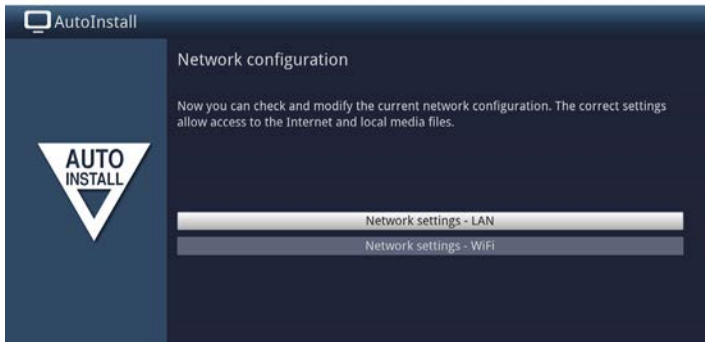 AutoInstall
Network configuration
Now you can check and modify the current network configuration. The correct settings
allow access to the Internet and local media files.
AUTO
INSTALL
Network settings - LAN
Network settings - WiFi